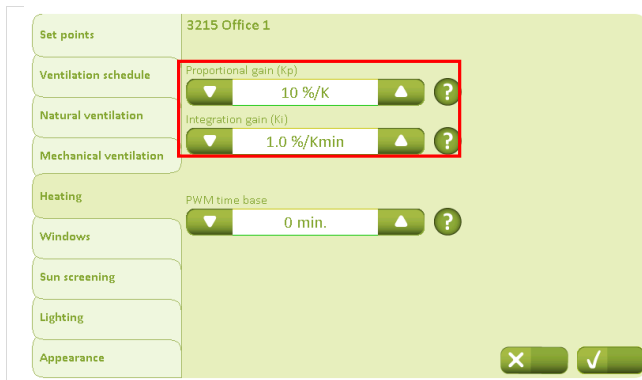 3215 Office 1
Set points
Ventilation schedule
Natural ventilation
Mechanical ventilation
Heating
Windows
Sun screening
Lighting
Appearance
Proportional gain (Kp)
10 %/K
?
Integration gain (Ki)
1.0 %/Kmin
?
PWM time base
0 min.
?